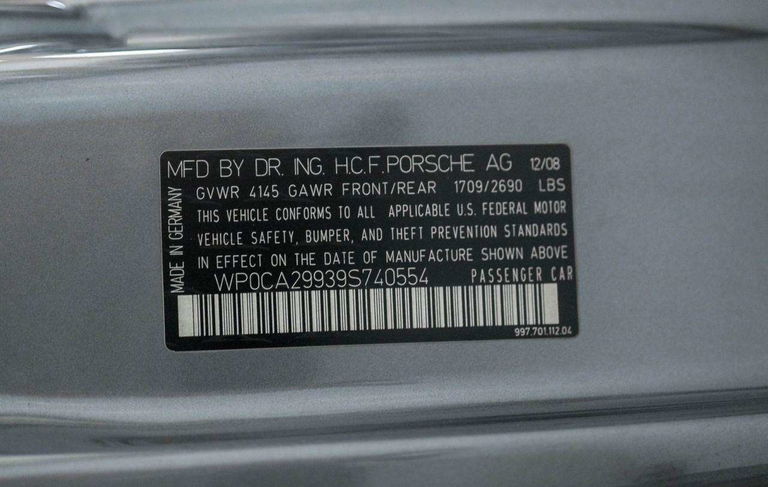 MFD BY DR. ING. H.C.F. PORSCHE AG 12/08
GVWR 4145 GAWR FRONT/REAR 1709/2690 LBS
THIS VEHICLE CONFORMS TO ALL APPLICABLE U.S. FEDERAL MOTOR
VEHICLE SAFETY, BUMPER, AND THEFT PREVENTION STANDARDS
IN EFFECT ON THE DATE OF MANUFACTURE SHOWN ABOVE
WP0CA29939S740554 PASSENGER CAR
997.701.112.04
MADE IN GERMANY